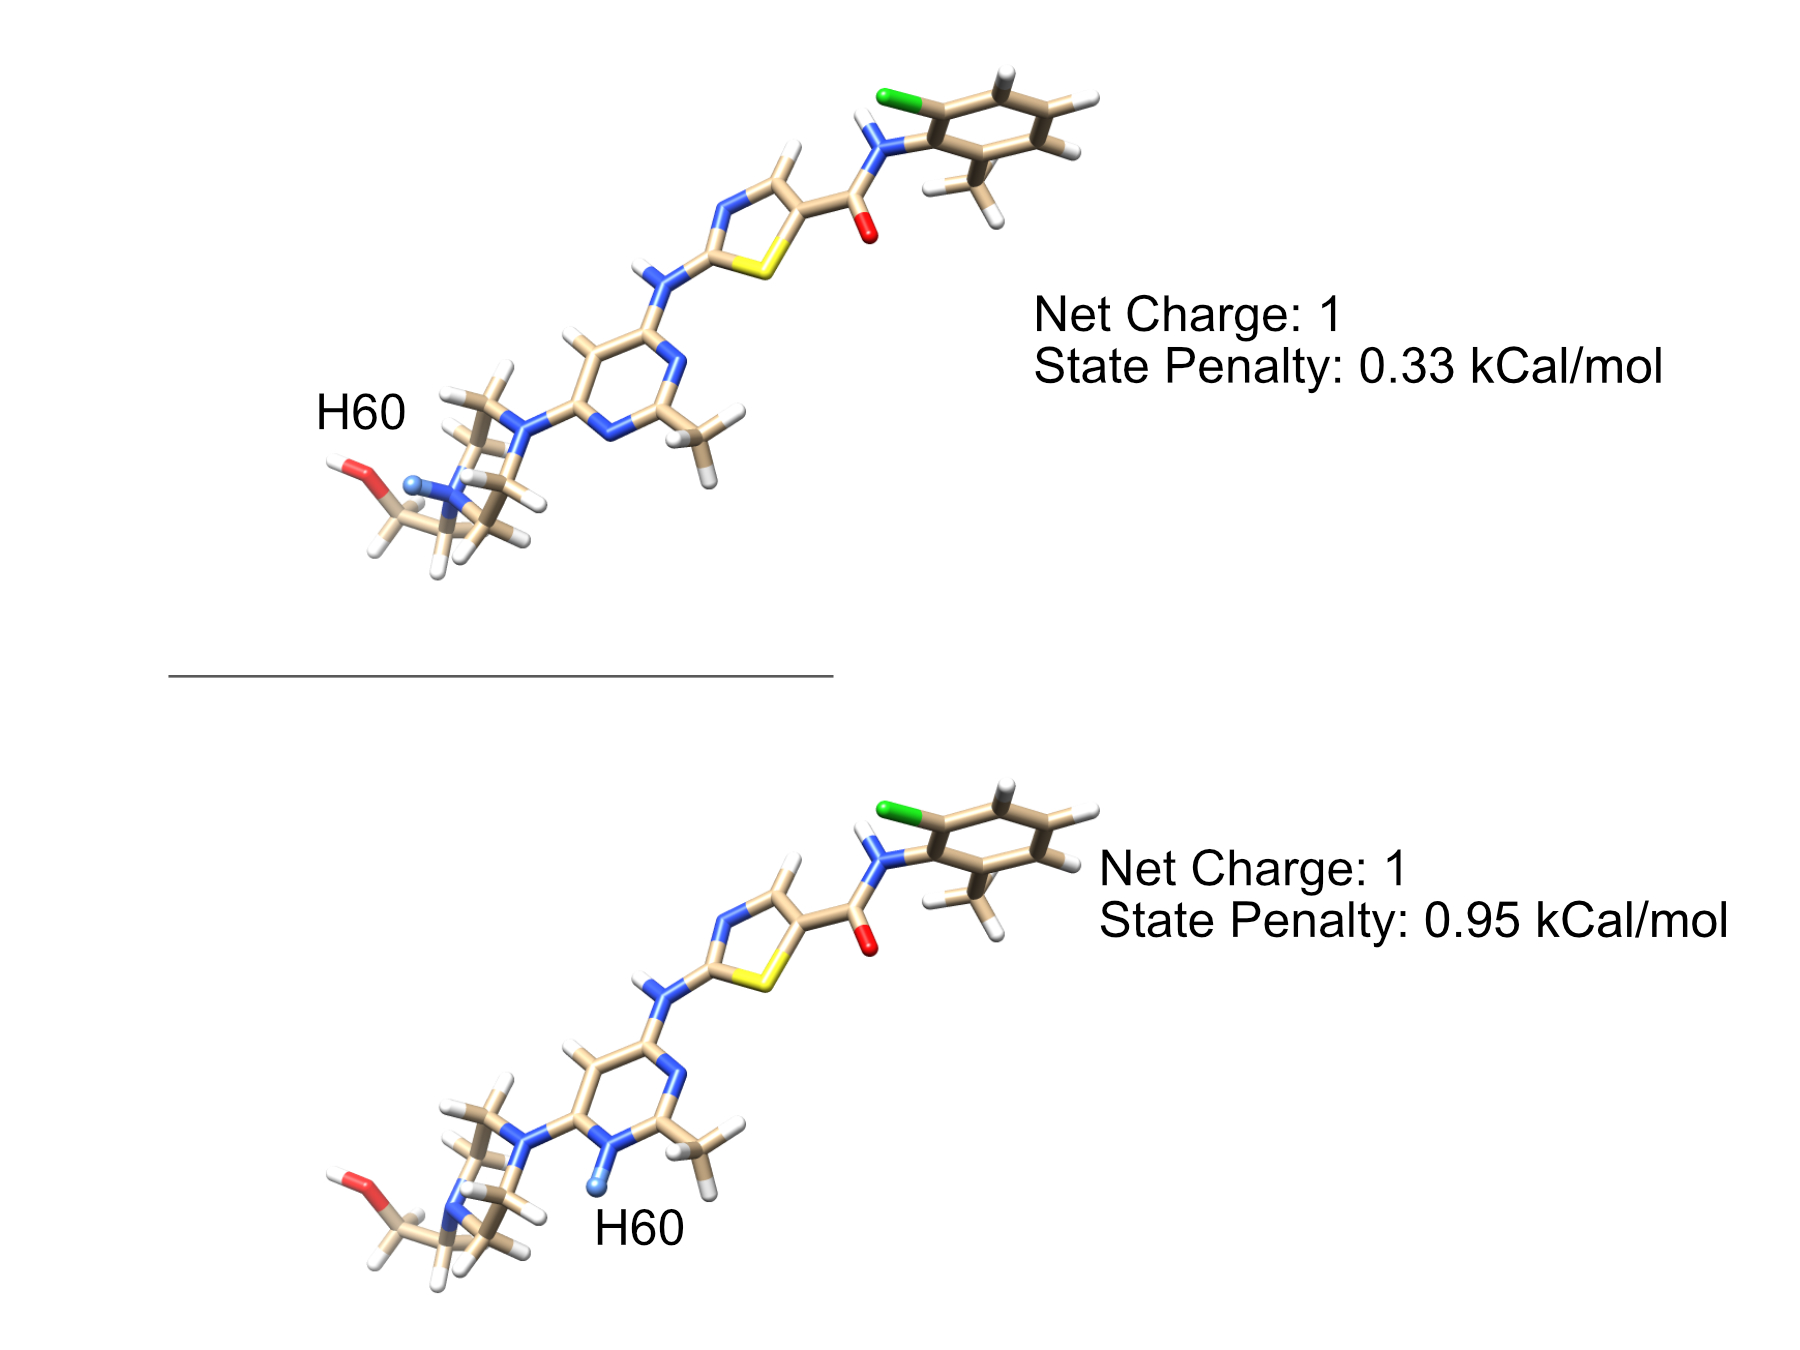 Net Charge: 1
State Penalty: 0.33 kCal/mol
H60
Net Charge: 1
State Penalty: 0.95 kCal/mol
H60